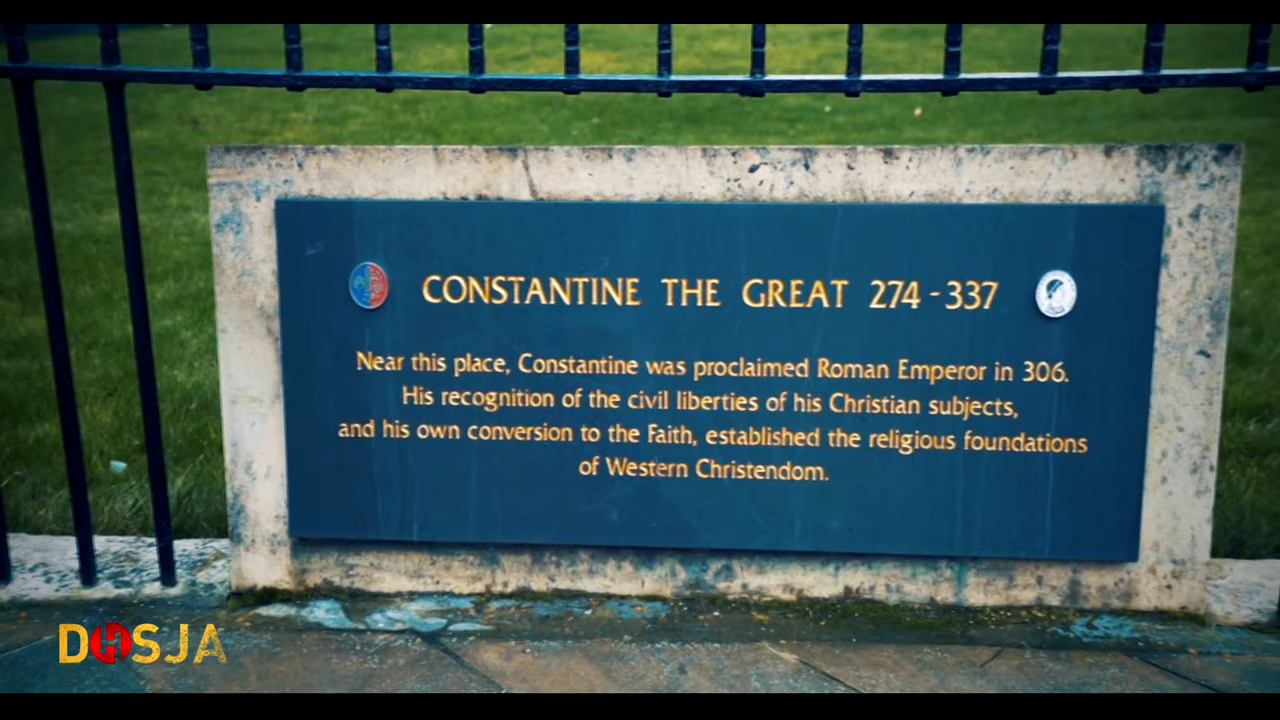 CONSTANTINE THE GREAT 274-337
Near this place, Constantine was proclaimed Roman Emperor in 306.
His recognition of the civil liberties of his Christian subjects,
and his own conversion to the Faith, established the religious foundations
of Western Christendom.
DOSJA